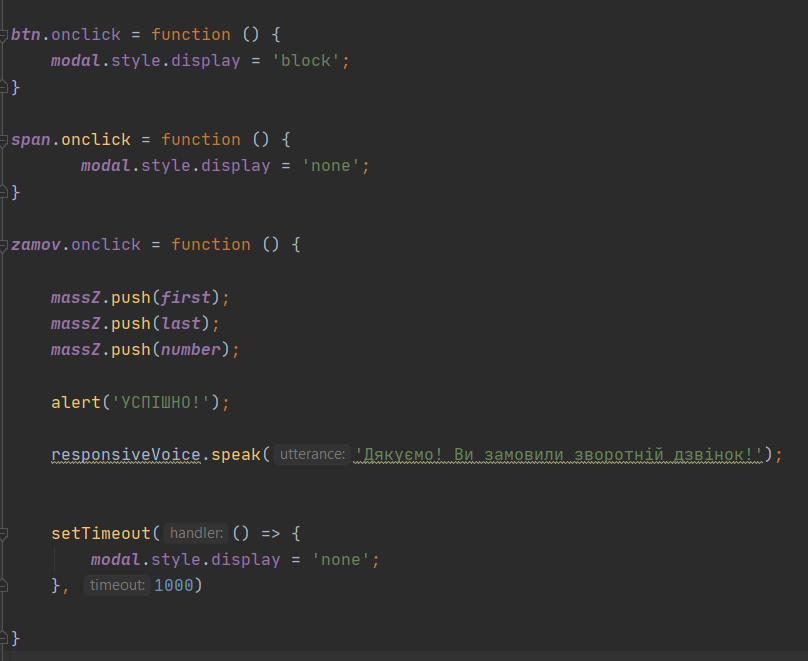 btn.onclick = function () {
    modal.style.display = 'block';
}
span.onclick = function () {
        modal.style.display = 'none';
}
zamov.onclick = function () {
    massZ.push(first);
    massZ.push(last);
    massZ.push(number);
    alert('УСПІШНО!');
    responsiveVoice.speak( utterance: 'Дякуємо! Ви замовили зворотній дзвінок!');
    setTimeout( handler: () => {
        modal.style.display = 'none';
    }, timeout: 1000)
}